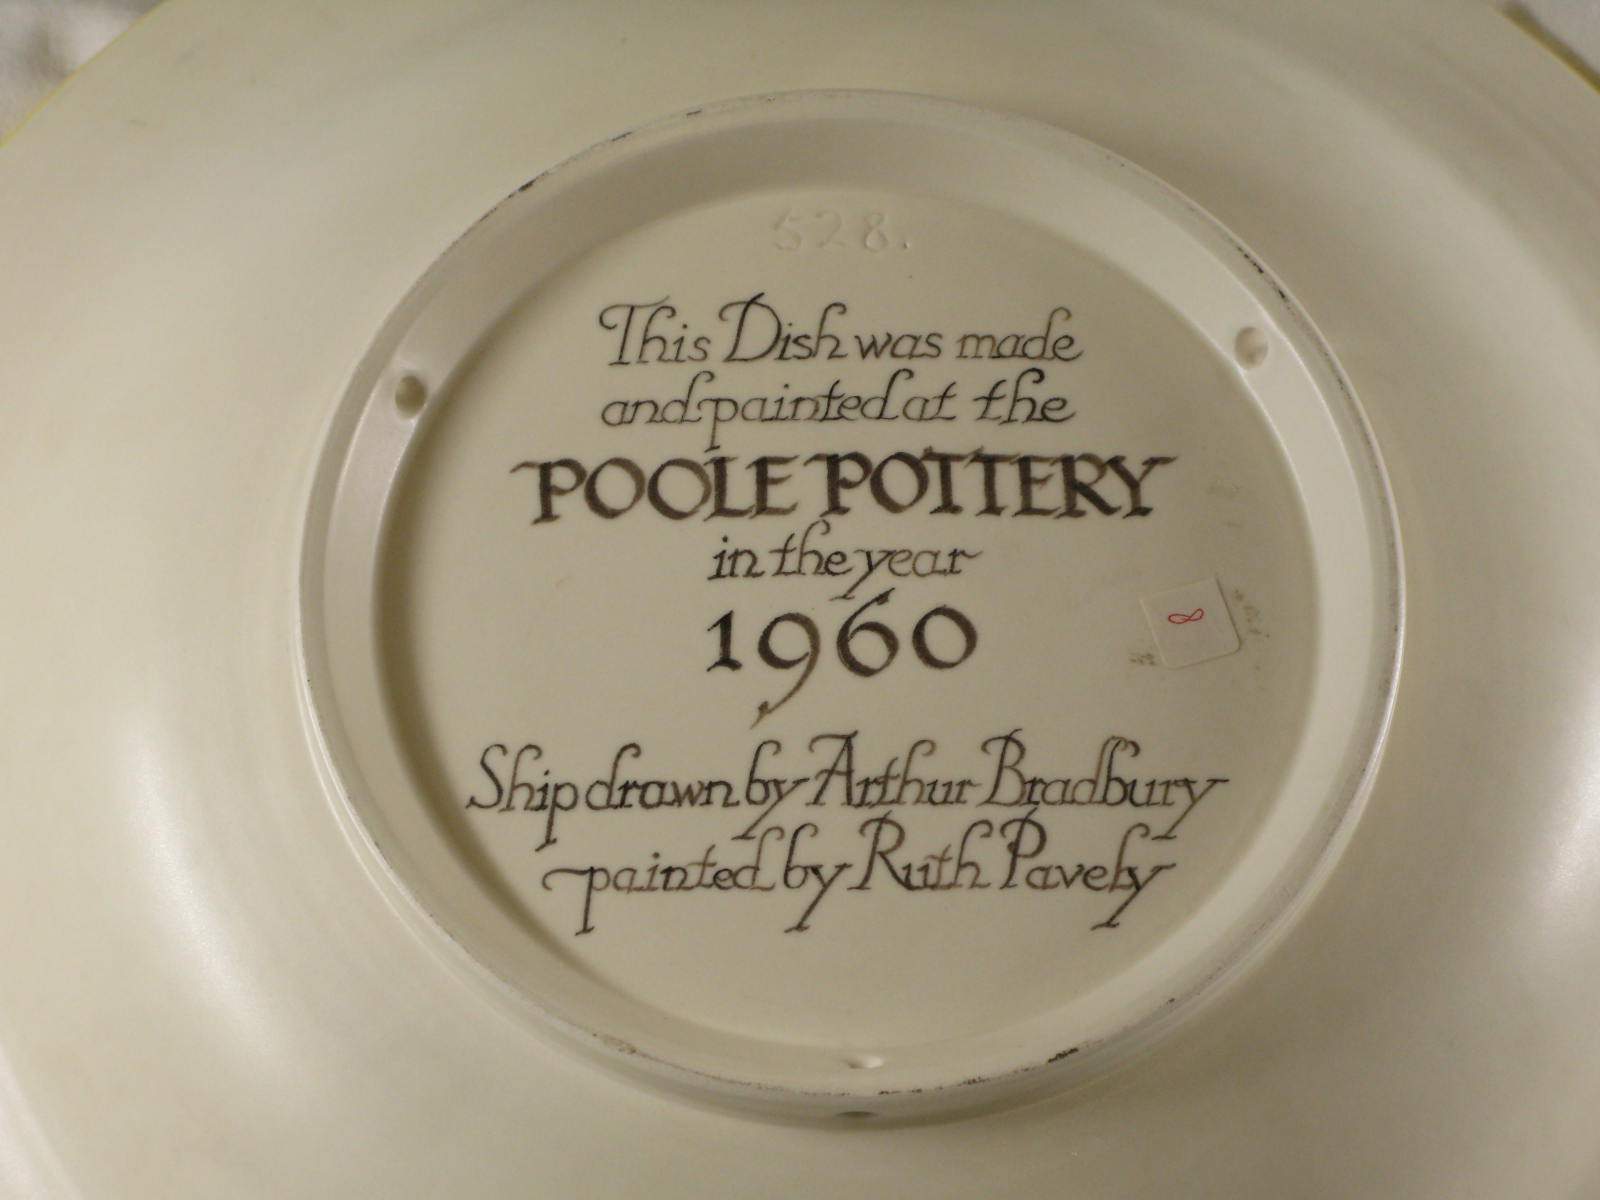 528.
This Dish was made
and painted at the
POOLE POTTERY
in the year
1960
Ship drawn by Arthur Bradbury
painted by Ruth Pavely
8